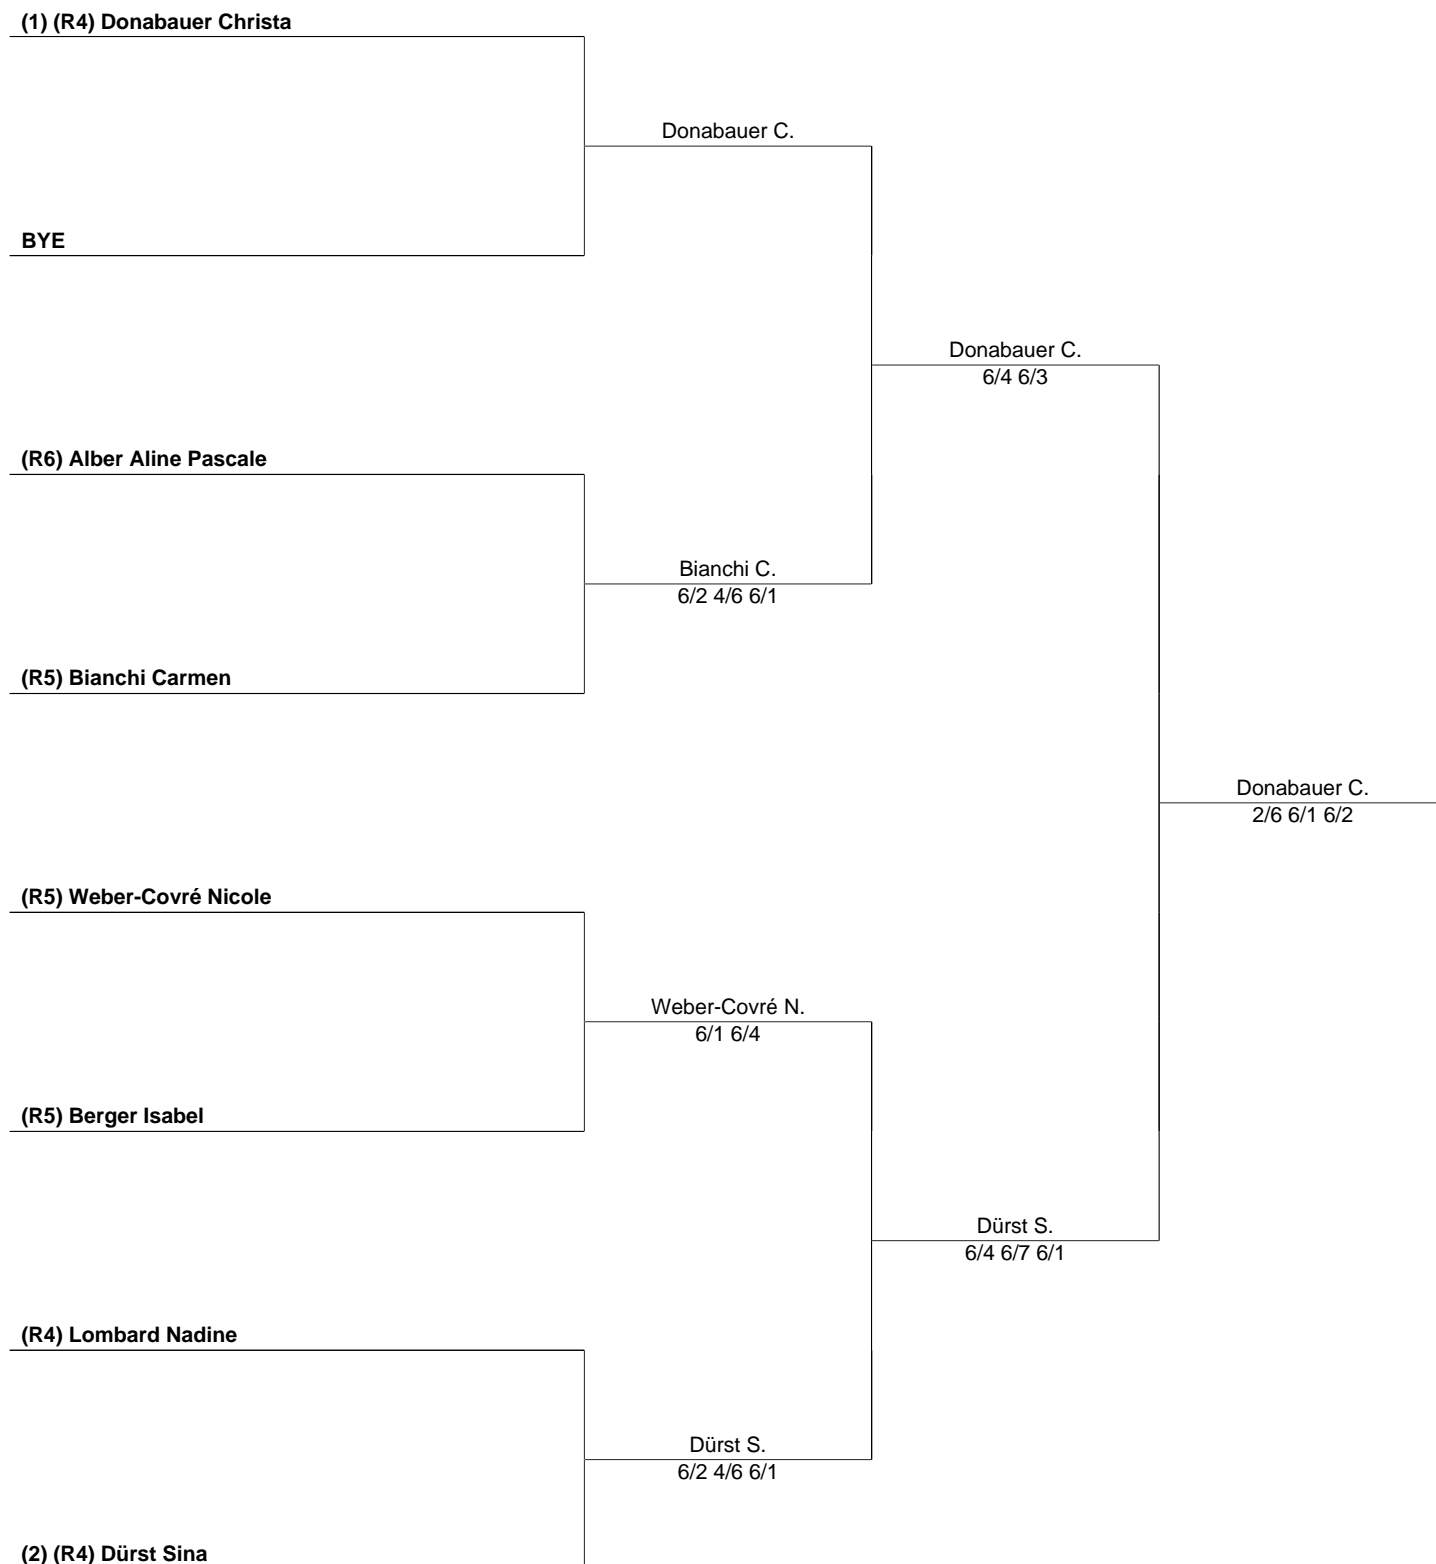 (1) (R4) Donabauer Christa
Donabauer C.
BYE
Donabauer C.
6/4 6/3
(R6) Alber Aline Pascale
Bianchi C.
6/2 4/6 6/1
(R5) Bianchi Carmen
Donabauer C.
2/6 6/1 6/2
(R5) Weber-Covré Nicole
Weber-Covré N.
6/1 6/4
(R5) Berger Isabel
Dürst S.
6/4 6/7 6/1
(R4) Lombard Nadine
Dürst S.
6/2 4/6 6/1
(2) (R4) Dürst Sina